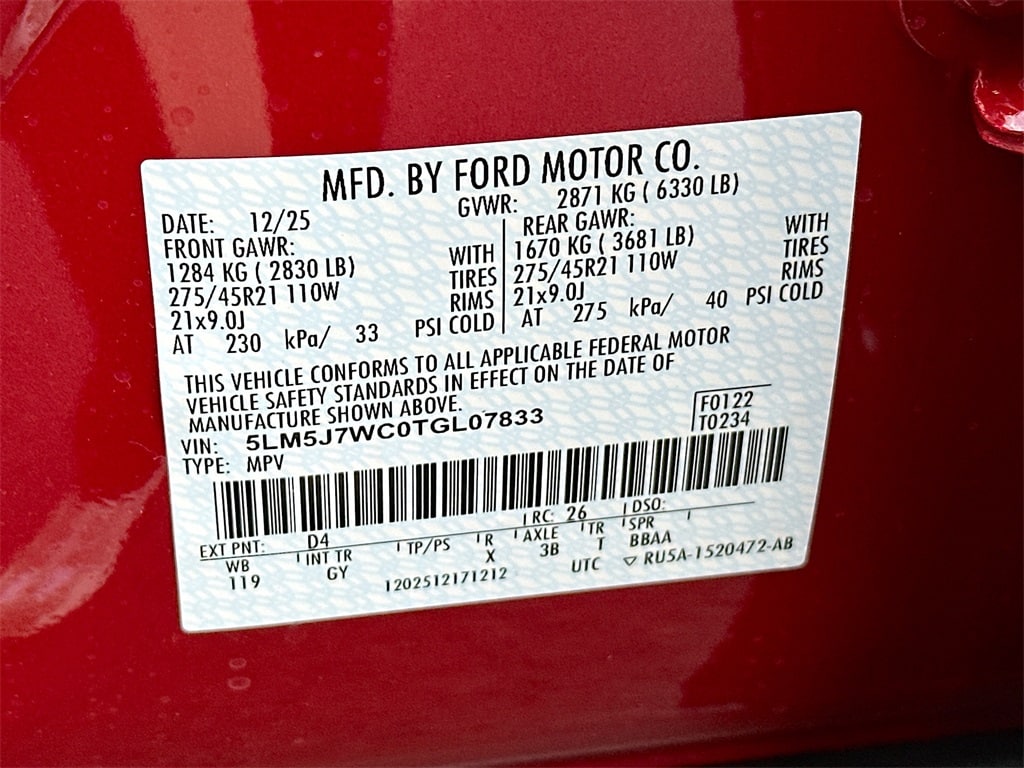 MFD. BY FORD MOTOR CO.
DATE: 12/25 GVWR: 2871 KG ( 6330 LB)
FRONT GAWR: REAR GAWR:
1284 KG ( 2830 LB) WITH 1670 KG ( 3681 LB) WITH
275/45R21 110W TIRES 275/45R21 110W TIRES
21x9.0J RIMS 21x9.0J RIMS
AT 230 kPa/ 33 PSI COLD AT 275 kPa/ 40 PSI COLD
THIS VEHICLE CONFORMS TO ALL APPLICABLE FEDERAL MOTOR
VEHICLE SAFETY STANDARDS IN EFFECT ON THE DATE OF
MANUFACTURE SHOWN ABOVE.
F0122
T0234
VIN: 5LM5J7WC0TGL07833
TYPE: MPV
EXT PNT: D4 RC: 26 DSO:
WB INT TR TP/PS R AXLE TR SPR
119 GY X 3B T BBAA
1202512171212 UTC ▽ RU5A-1520472-AB